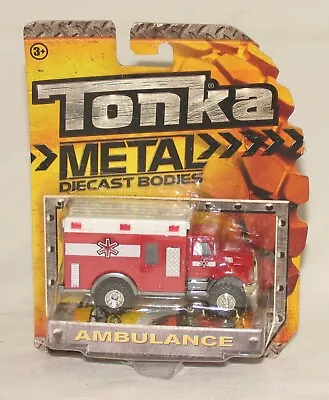 3+
Tonka
METAL
DIECAST BODIES
AMBULANCE